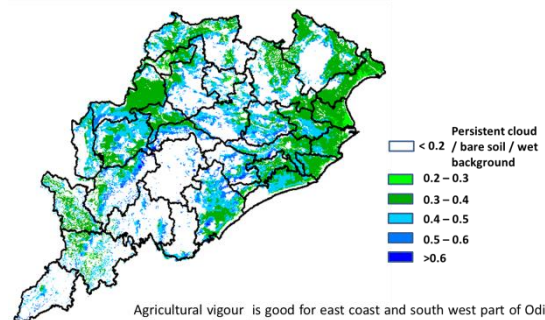 Persistent cloud
< 0.2 / bare soil / wet
background
0.2 – 0.3
0.3 – 0.4
0.4 – 0.5
0.5 – 0.6
>0.6
Agricultural vigour is good for east coast and south west part of Odi